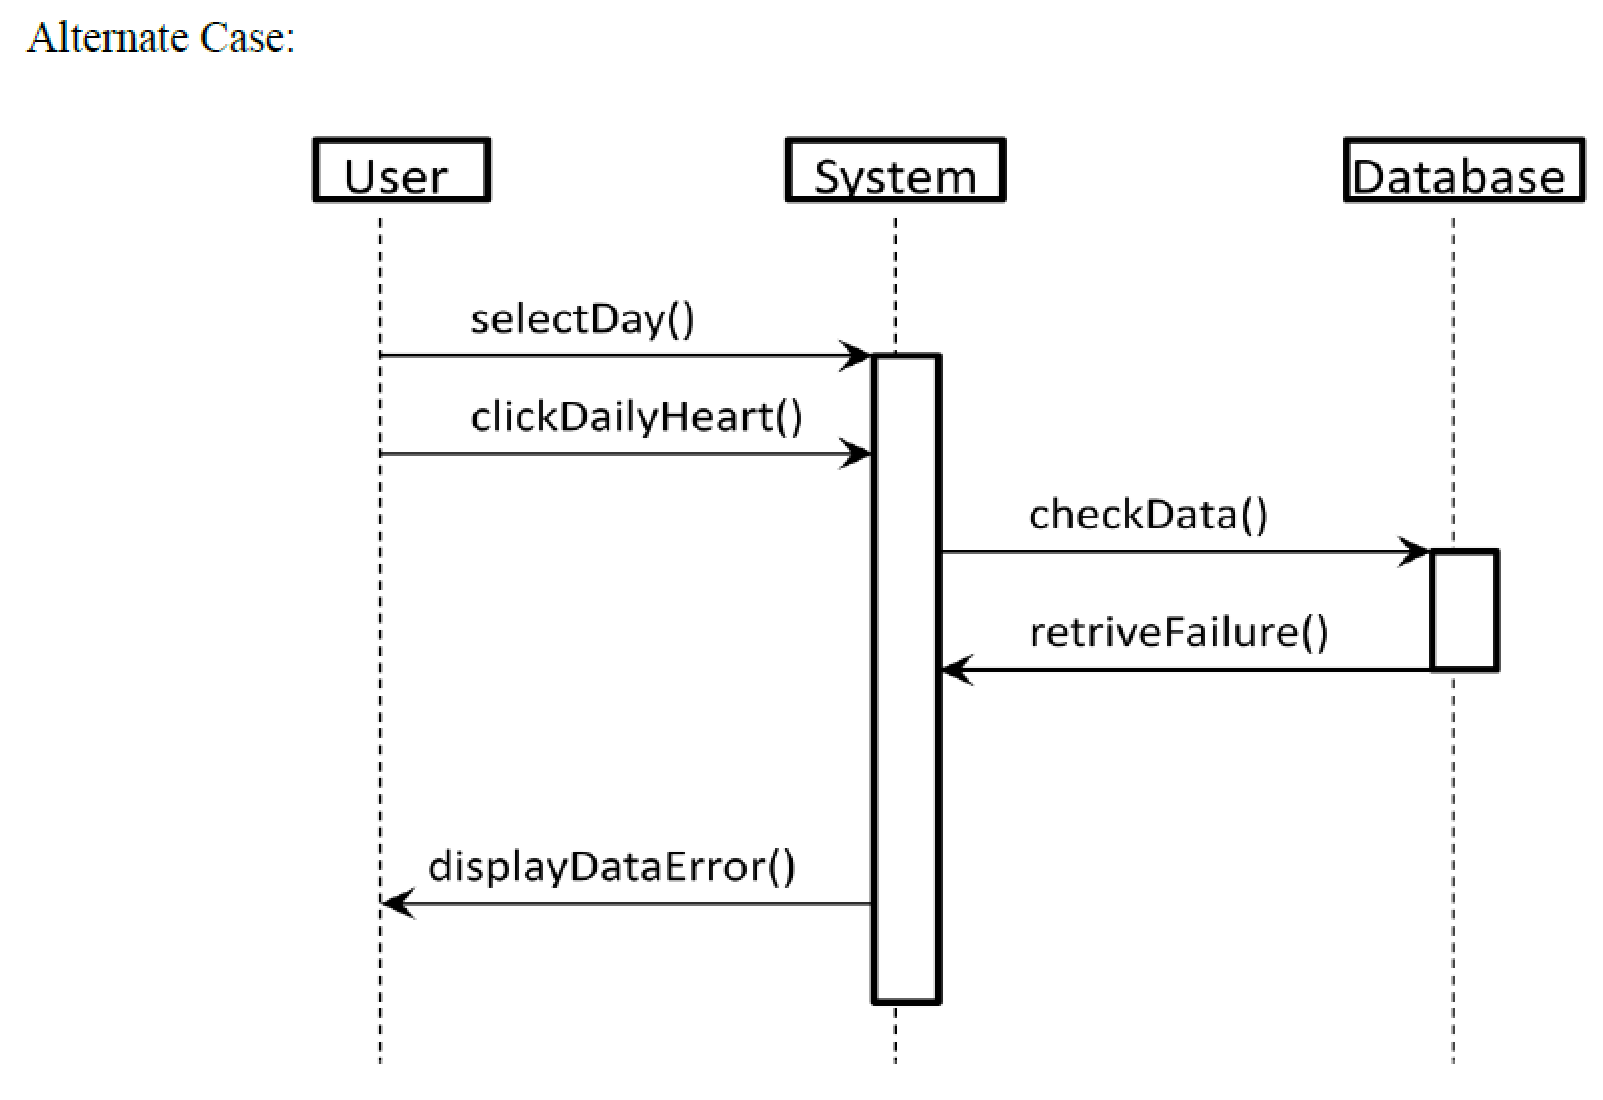 Alternate Case:
User System Database
selectDay()
clickDailyHeart()
checkData()
retriveFailure()
displayDataError()